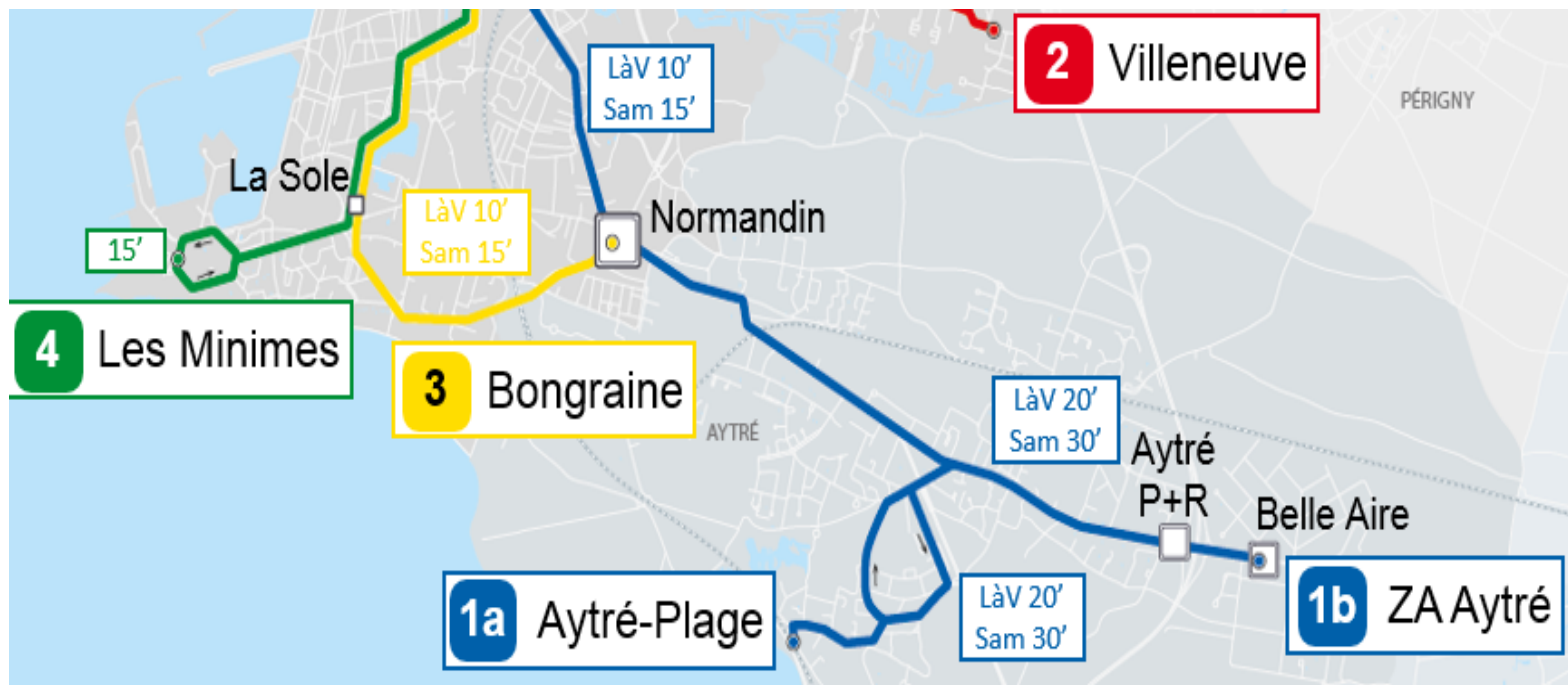 LàV 10’
Sam 15’
2 Villeneuve
PÉRIGNY
La Sole
LàV 10’
Sam 15’
Normandin
15’
4 Les Minimes
3 Bongraine
AYTRÉ
LàV 20’
Sam 30’
Aytré
P+R
Belle Aire
1a Aytré-Plage
LàV 20’
Sam 30’
1b ZA Aytré